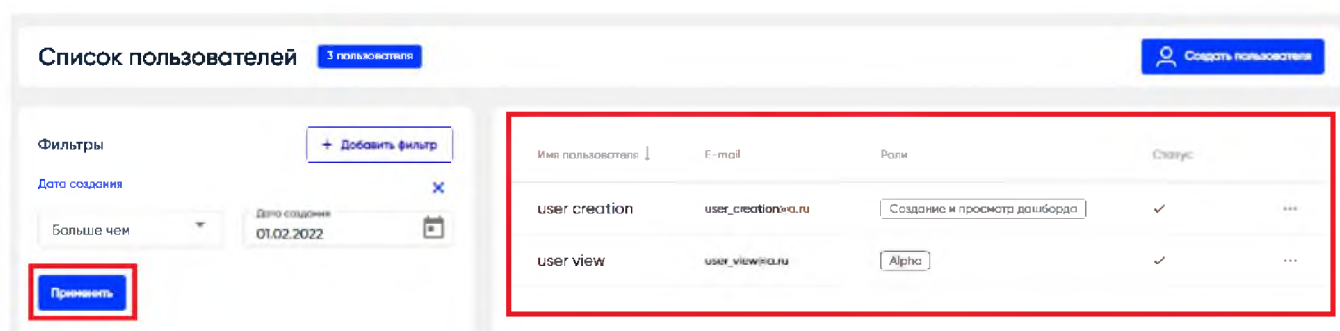 Список пользователей
3 пользователя
Создать пользователя
Фильтры
+ Добавить фильтр
Дата создания
Больше чем
Дата создания
01.02.2022
Применить
Имя пользователя ↓ E-mail Роли Статус
user creation user_creation@a.ru Создание и просмотр дашборда
user view user_view@a.ru Alpha